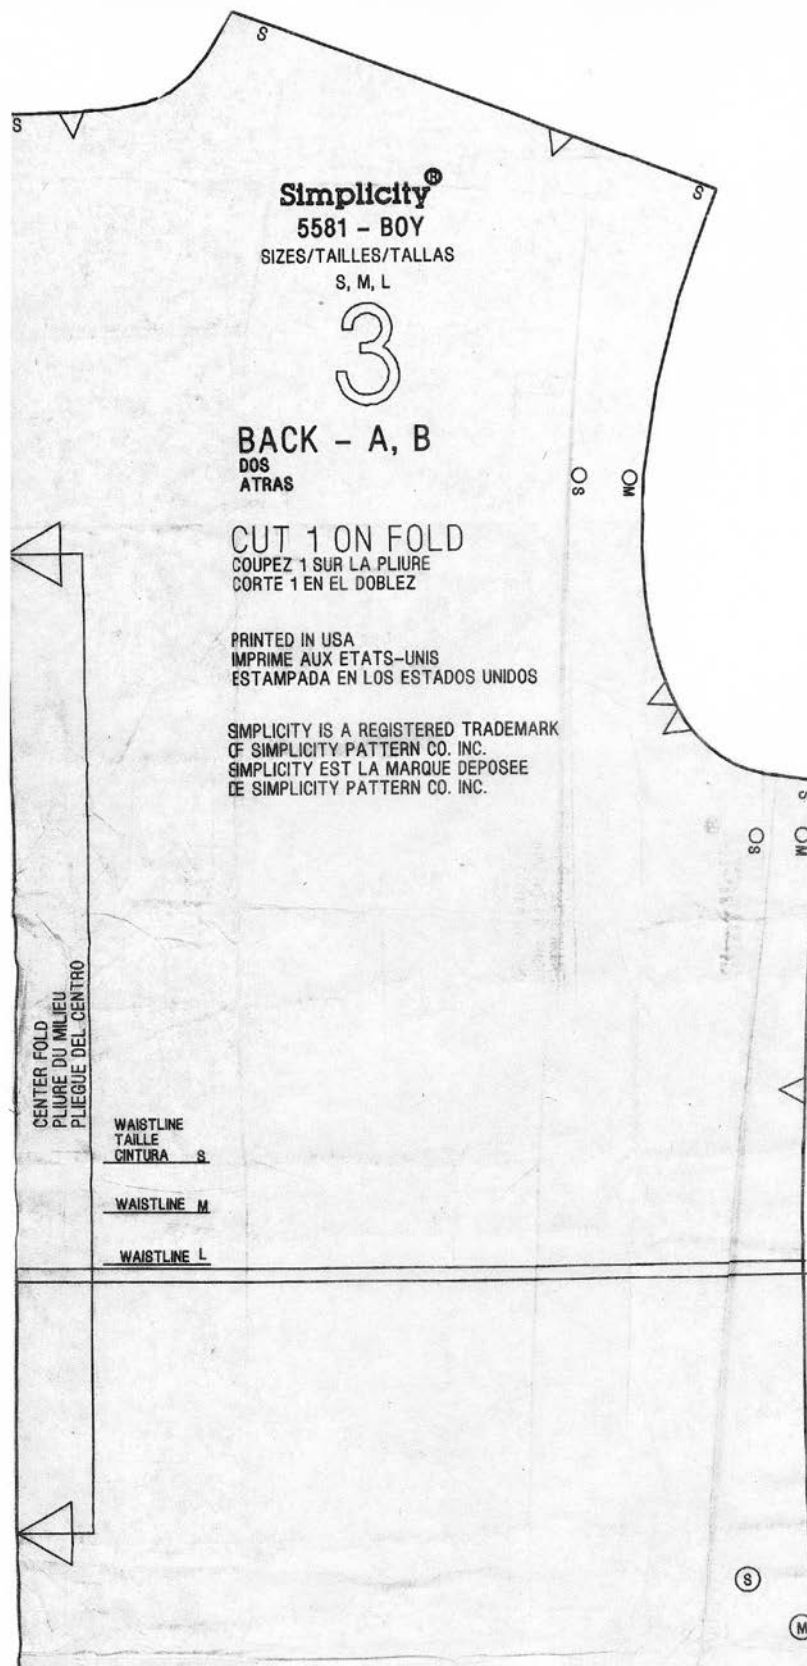 S
S
Simplicity®
5581 - BOY
SIZES/TAILLES/TALLAS
S, M, L
S
3
BACK - A, B
DOS
ATRAS
S
M
CUT 1 ON FOLD
COUPEZ 1 SUR LA PLIURE
CORTE 1 EN EL DOBLEZ
PRINTED IN USA
IMPRIME AUX ETATS-UNIS
ESTAMPADA EN LOS ESTADOS UNIDOS
SIMPLICITY IS A REGISTERED TRADEMARK
OF SIMPLICITY PATTERN CO. INC.
SIMPLICITY EST LA MARQUE DEPOSEE
DE SIMPLICITY PATTERN CO. INC.
S
S
M
CENTER FOLD
PLIURE DU MILIEU
PLIEGUE DEL CENTRO
WAISTLINE
TAILLE
CINTURA S
WAISTLINE M
WAISTLINE L
S
M